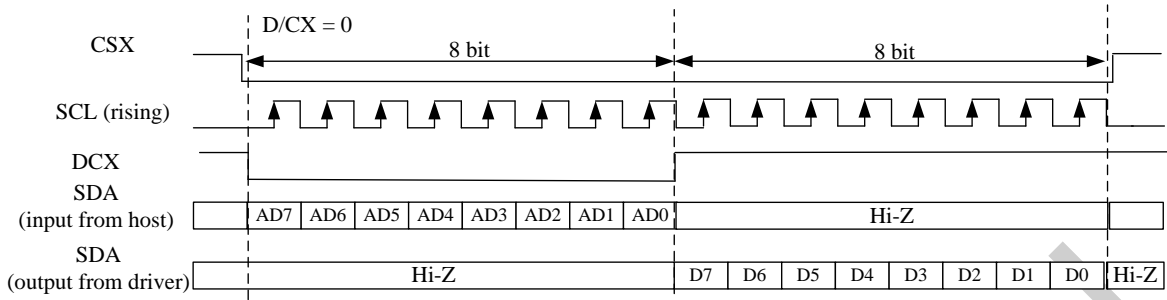 D/CX = 0
CSX
8 bit
8 bit
SCL (rising)
DCX
SDA
(input from host)
AD7 AD6 AD5 AD4 AD3 AD2 AD1 AD0
Hi-Z
SDA
(output from driver)
Hi-Z
D7 D6 D5 D4 D3 D2 D1 D0
Hi-Z